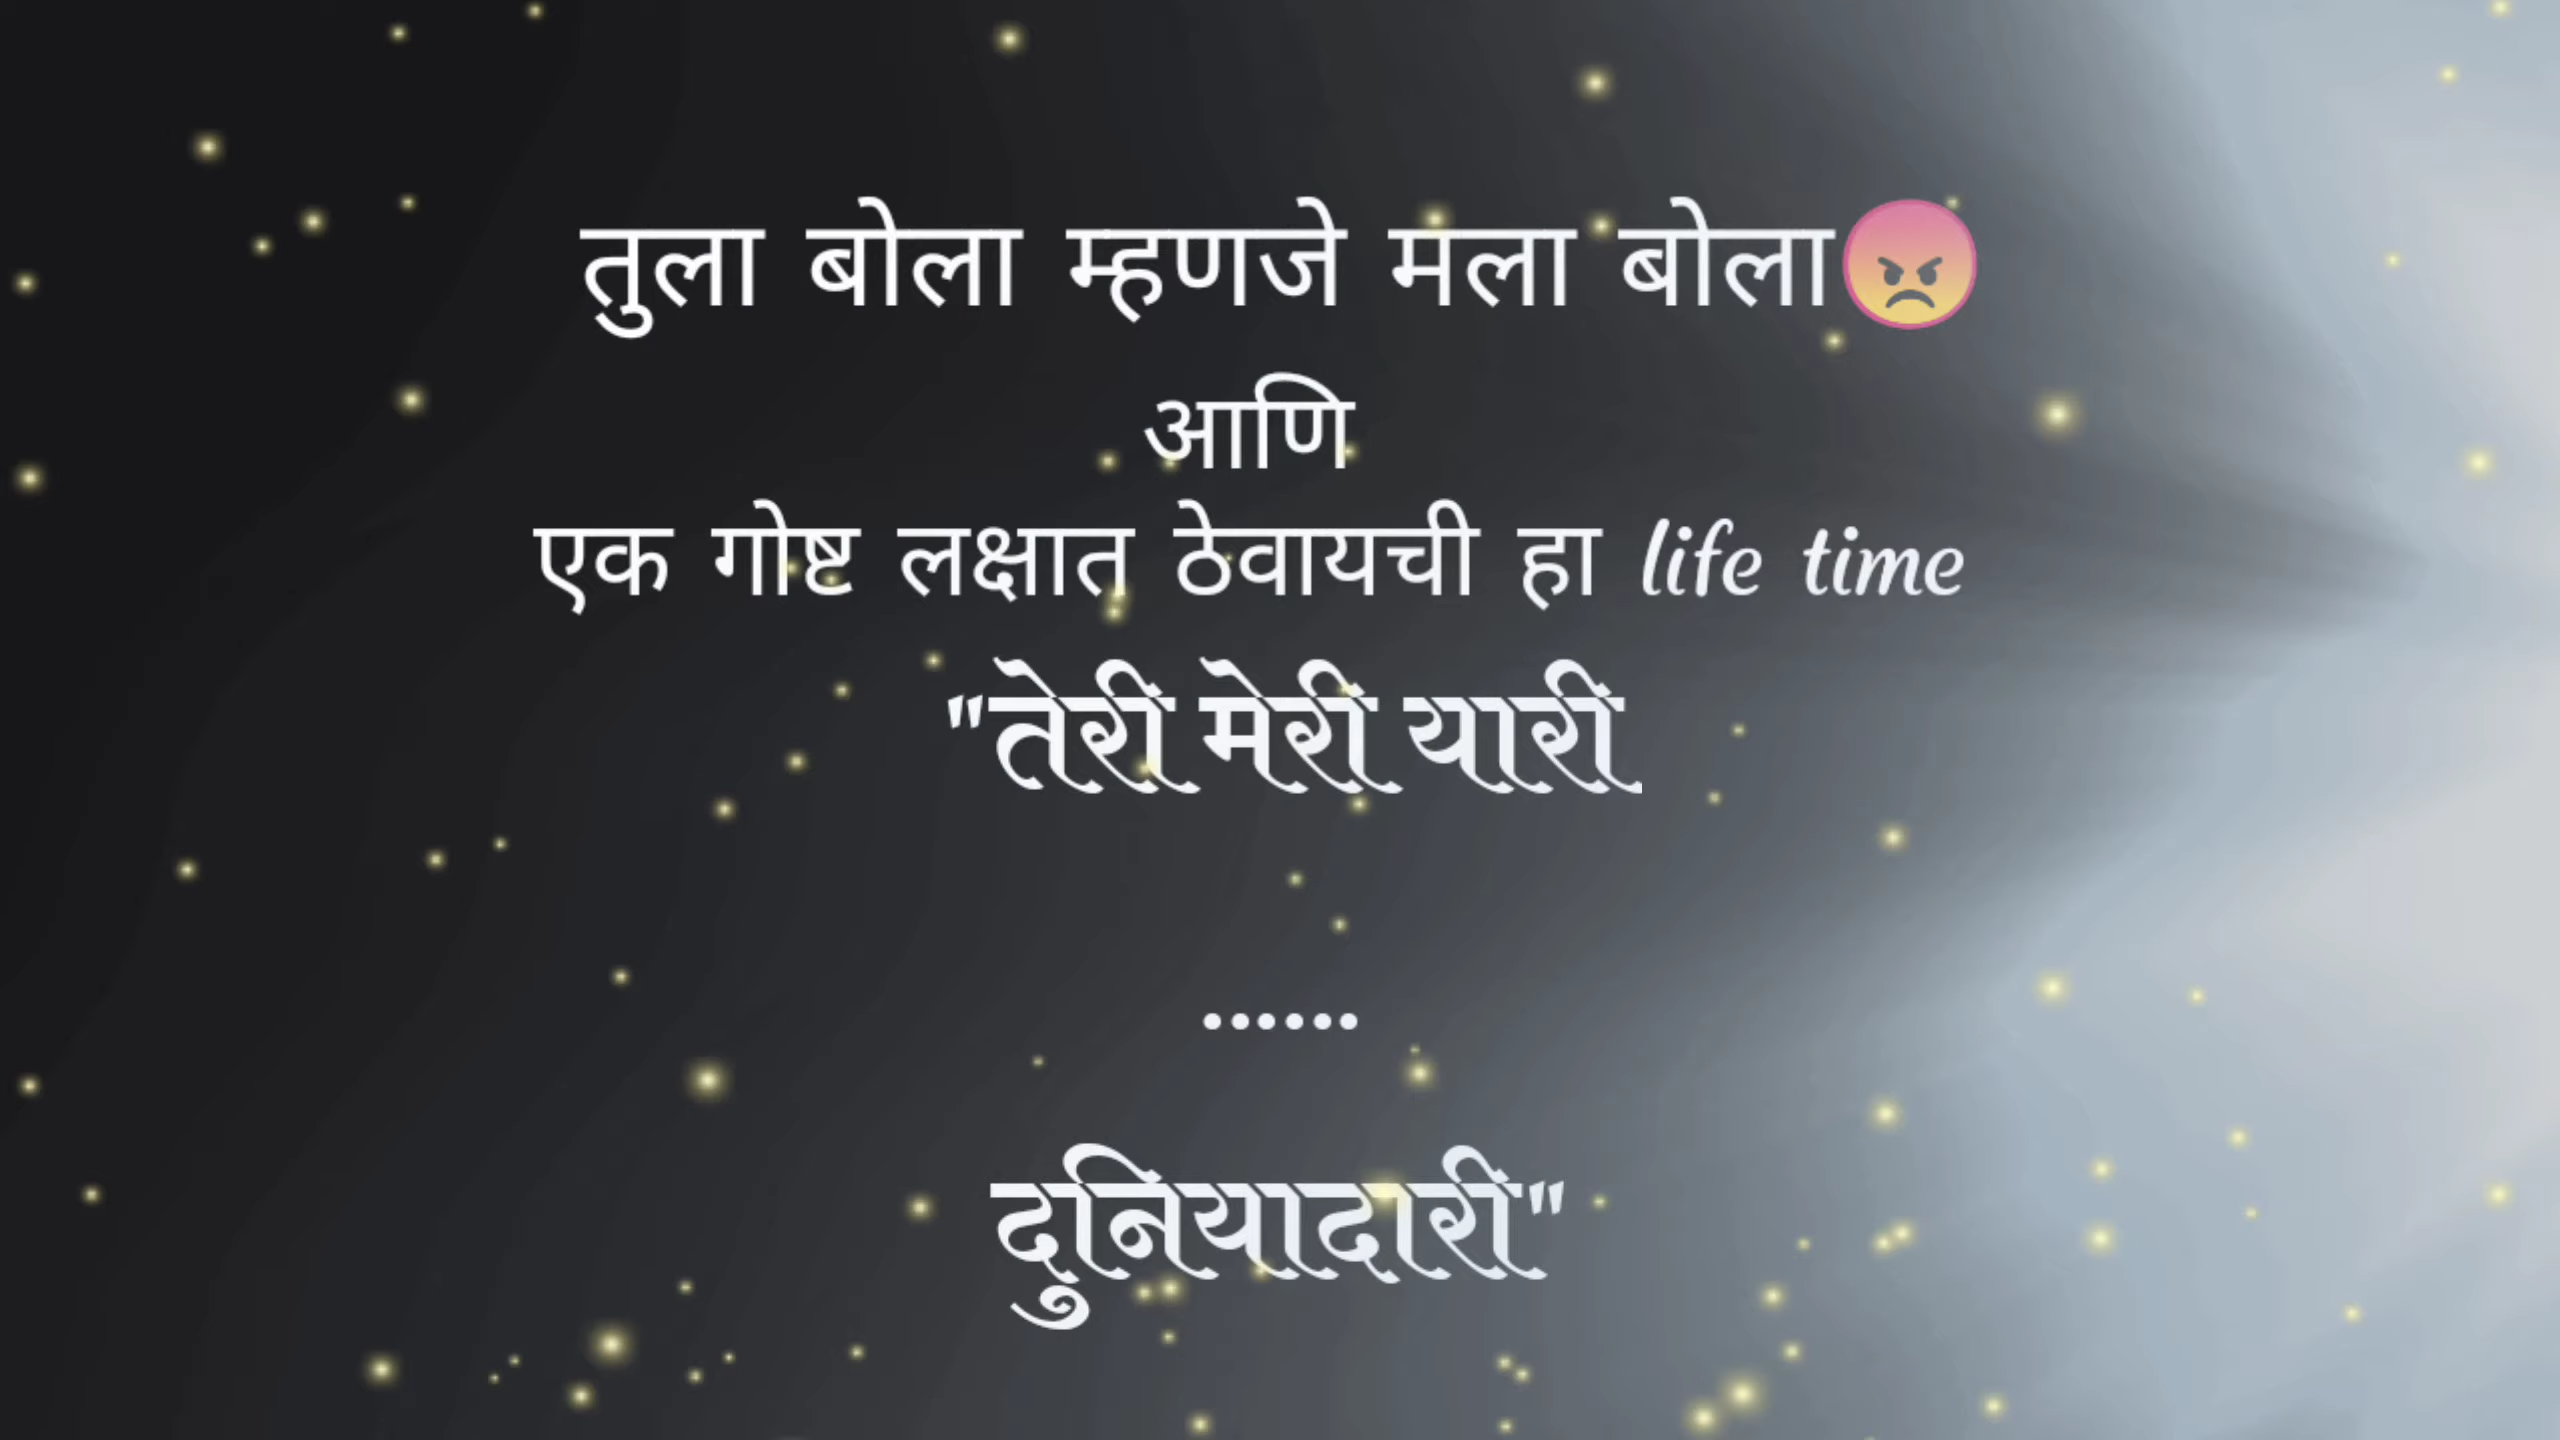 तुला बोला म्हणजे मला बोला😡
आणि
एक गोष्ट लक्षात ठेवायची हा life time
"तेरी मेरी यारी
......
दुनियादारी"